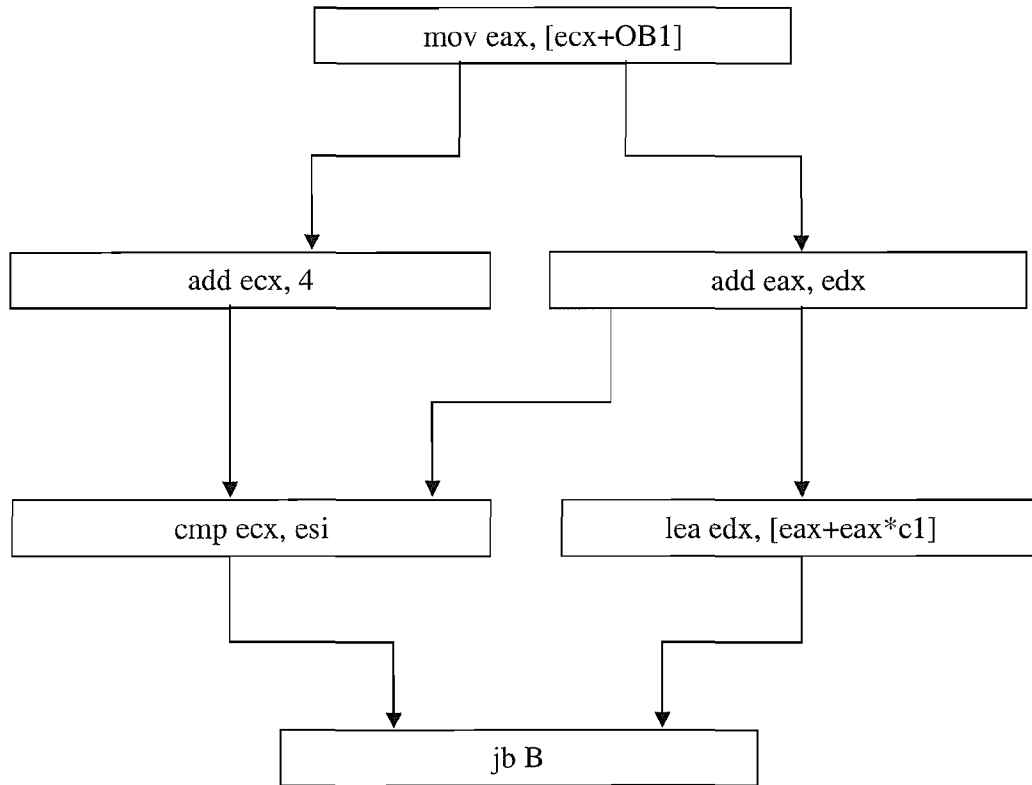 mov eax, [ecx+OB1]
add ecx, 4
add eax, edx
cmp ecx, esi
lea edx, [eax+eax*c1]
jb B